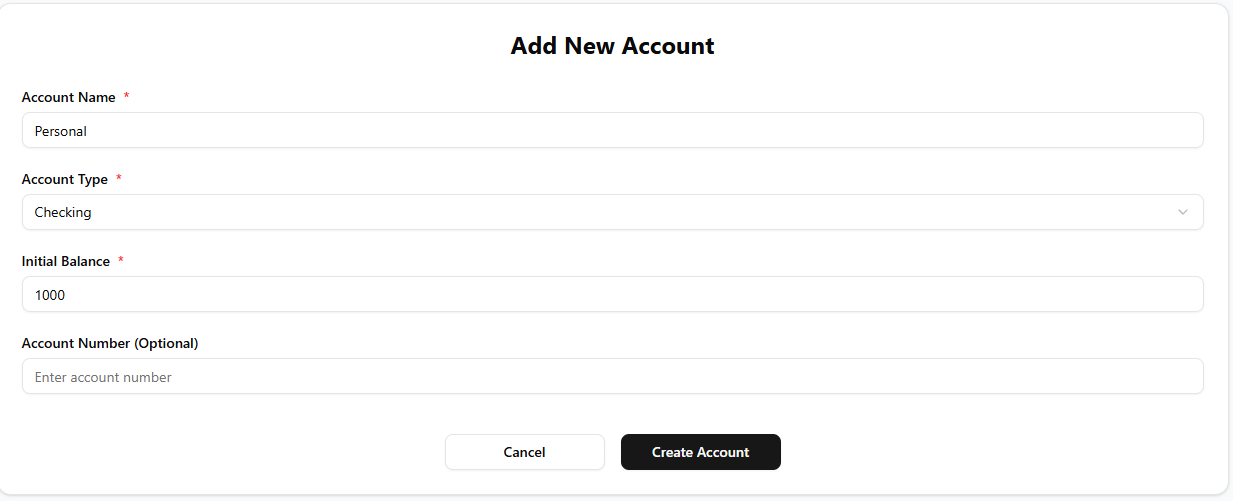 Add New Account
Account Name *
Personal
Account Type *
Checking
Initial Balance *
1000
Account Number (Optional)
Enter account number
Cancel
Create Account